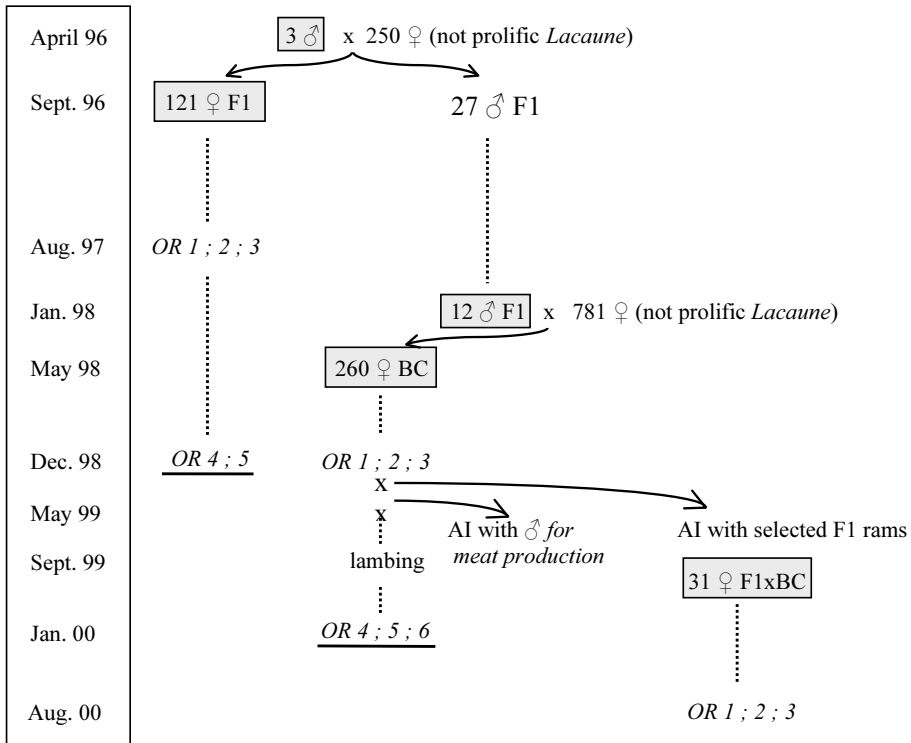 April 96 3 ♂ x 250 ♀ (not prolific Lacaune)
Sept. 96 121 ♀ F1 27 ♂ F1
Aug. 97 OR 1 ; 2 ; 3
Jan. 98 12 ♂ F1 x 781 ♀ (not prolific Lacaune)
May 98 260 ♀ BC
Dec. 98 OR 4 ; 5 OR 1 ; 2 ; 3
x
May 99 x AI with ♂ for AI with selected F1 rams
meat production
Sept. 99 lambing 31 ♀ F1xBC
Jan. 00 OR 4 ; 5 ; 6
Aug. 00 OR 1 ; 2 ; 3